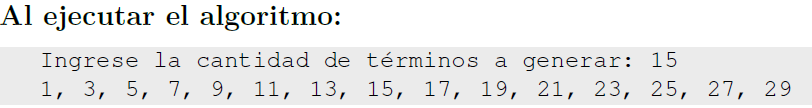 Al ejecutar el algoritmo:
Ingrese la cantidad de términos a generar: 15
1, 3, 5, 7, 9, 11, 13, 15, 17, 19, 21, 23, 25, 27, 29